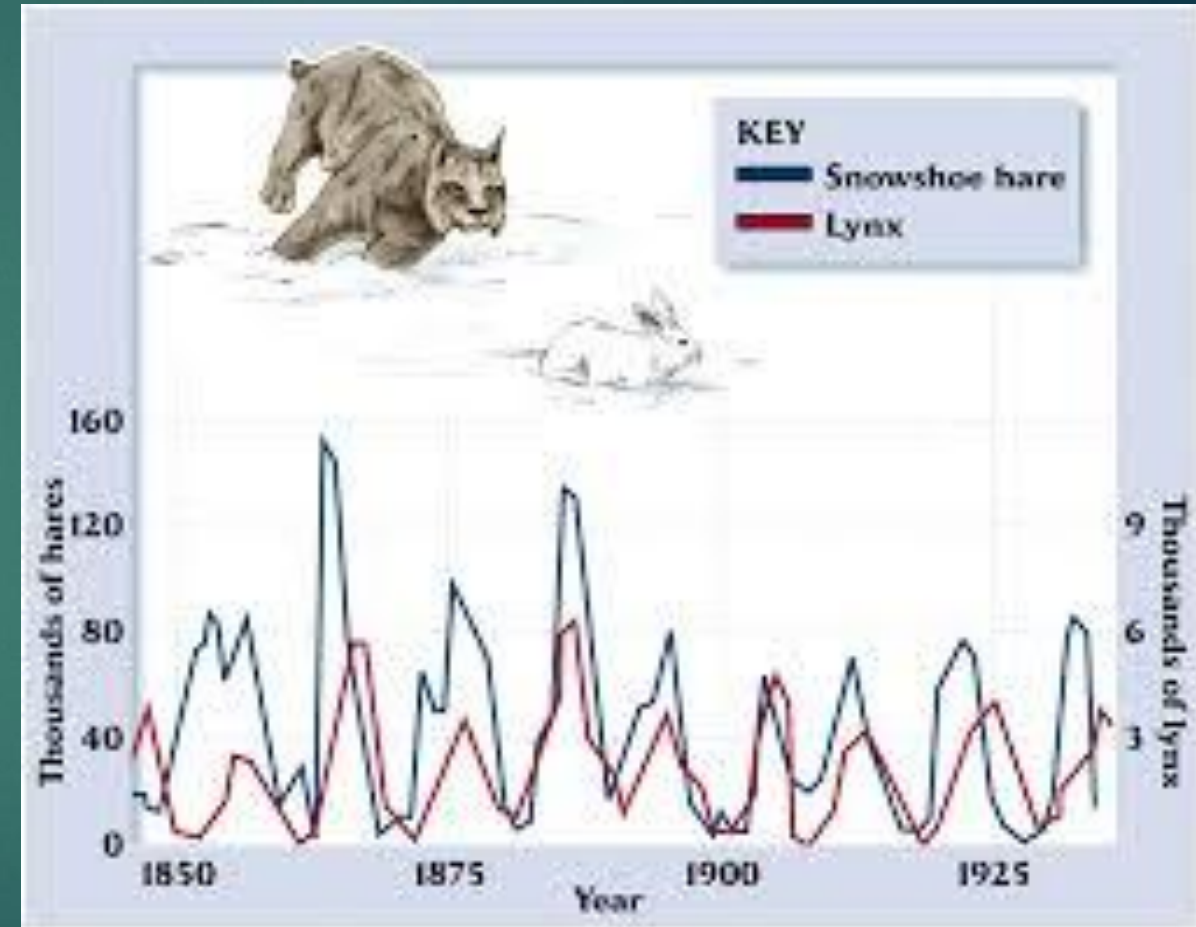 KEY
Snowshoe hare
Lynx
160
120
80
40
0
Thousands of hares
9
6
3
Thousands of lynx
1850 1875 1900 1925
Year